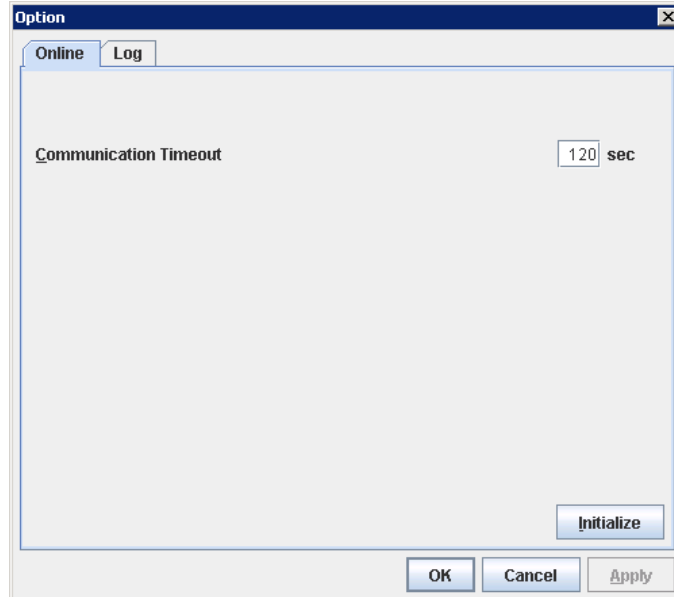 Option
Online Log
Communication Timeout 120 sec
Initialize
OK Cancel Apply